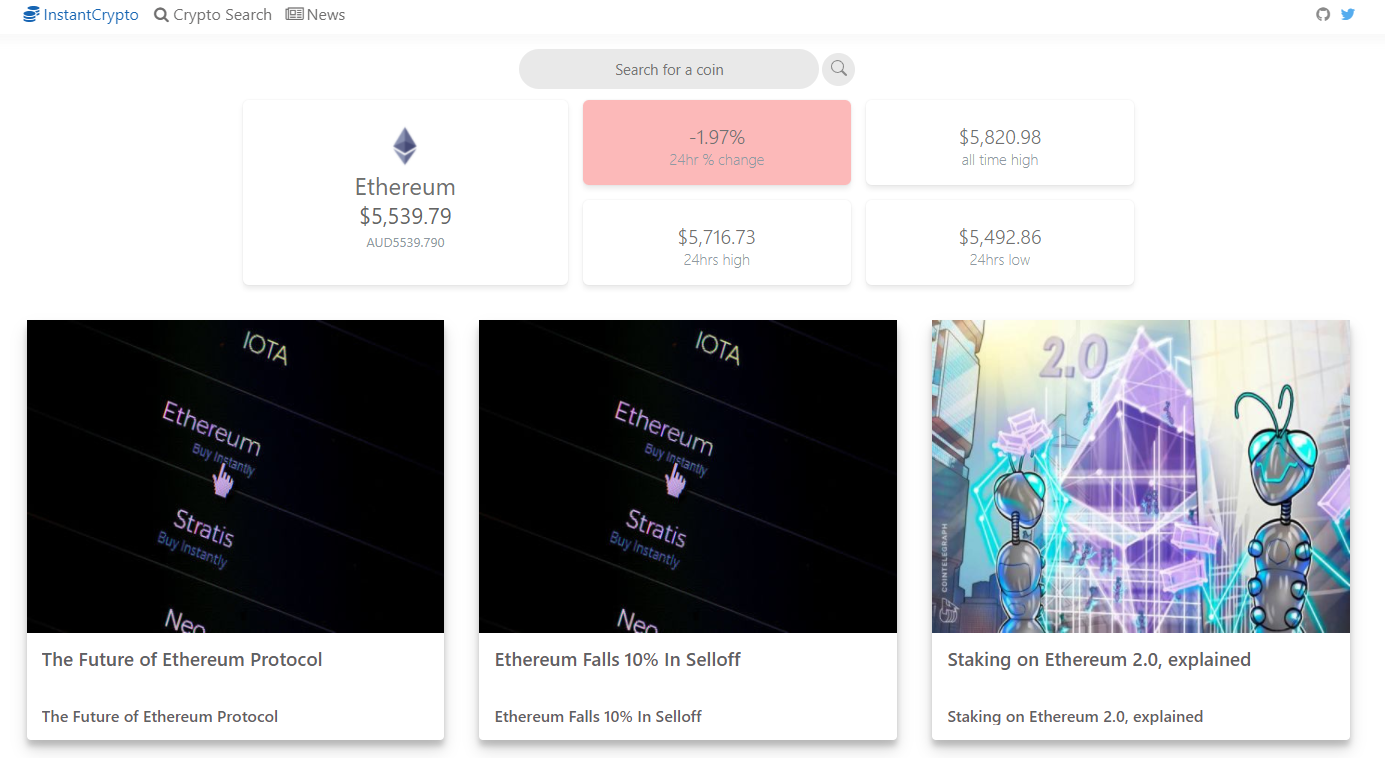 InstantCrypto Crypto Search News
Search for a coin
Ethereum
$5,539.79
AUD5539.790
-1.97%
24hr % change
$5,820.98
all time high
$5,716.73
24hrs high
$5,492.86
24hrs low
IOTA
Ethereum
Buy Instantly
Stratis
Buy Instantly
Neo
The Future of Ethereum Protocol
The Future of Ethereum Protocol
IOTA
Ethereum
Buy Instantly
Stratis
Buy Instantly
Neo
Ethereum Falls 10% In Selloff
Ethereum Falls 10% In Selloff
2.0
COINTELEGRAPH
Staking on Ethereum 2.0, explained
Staking on Ethereum 2.0, explained